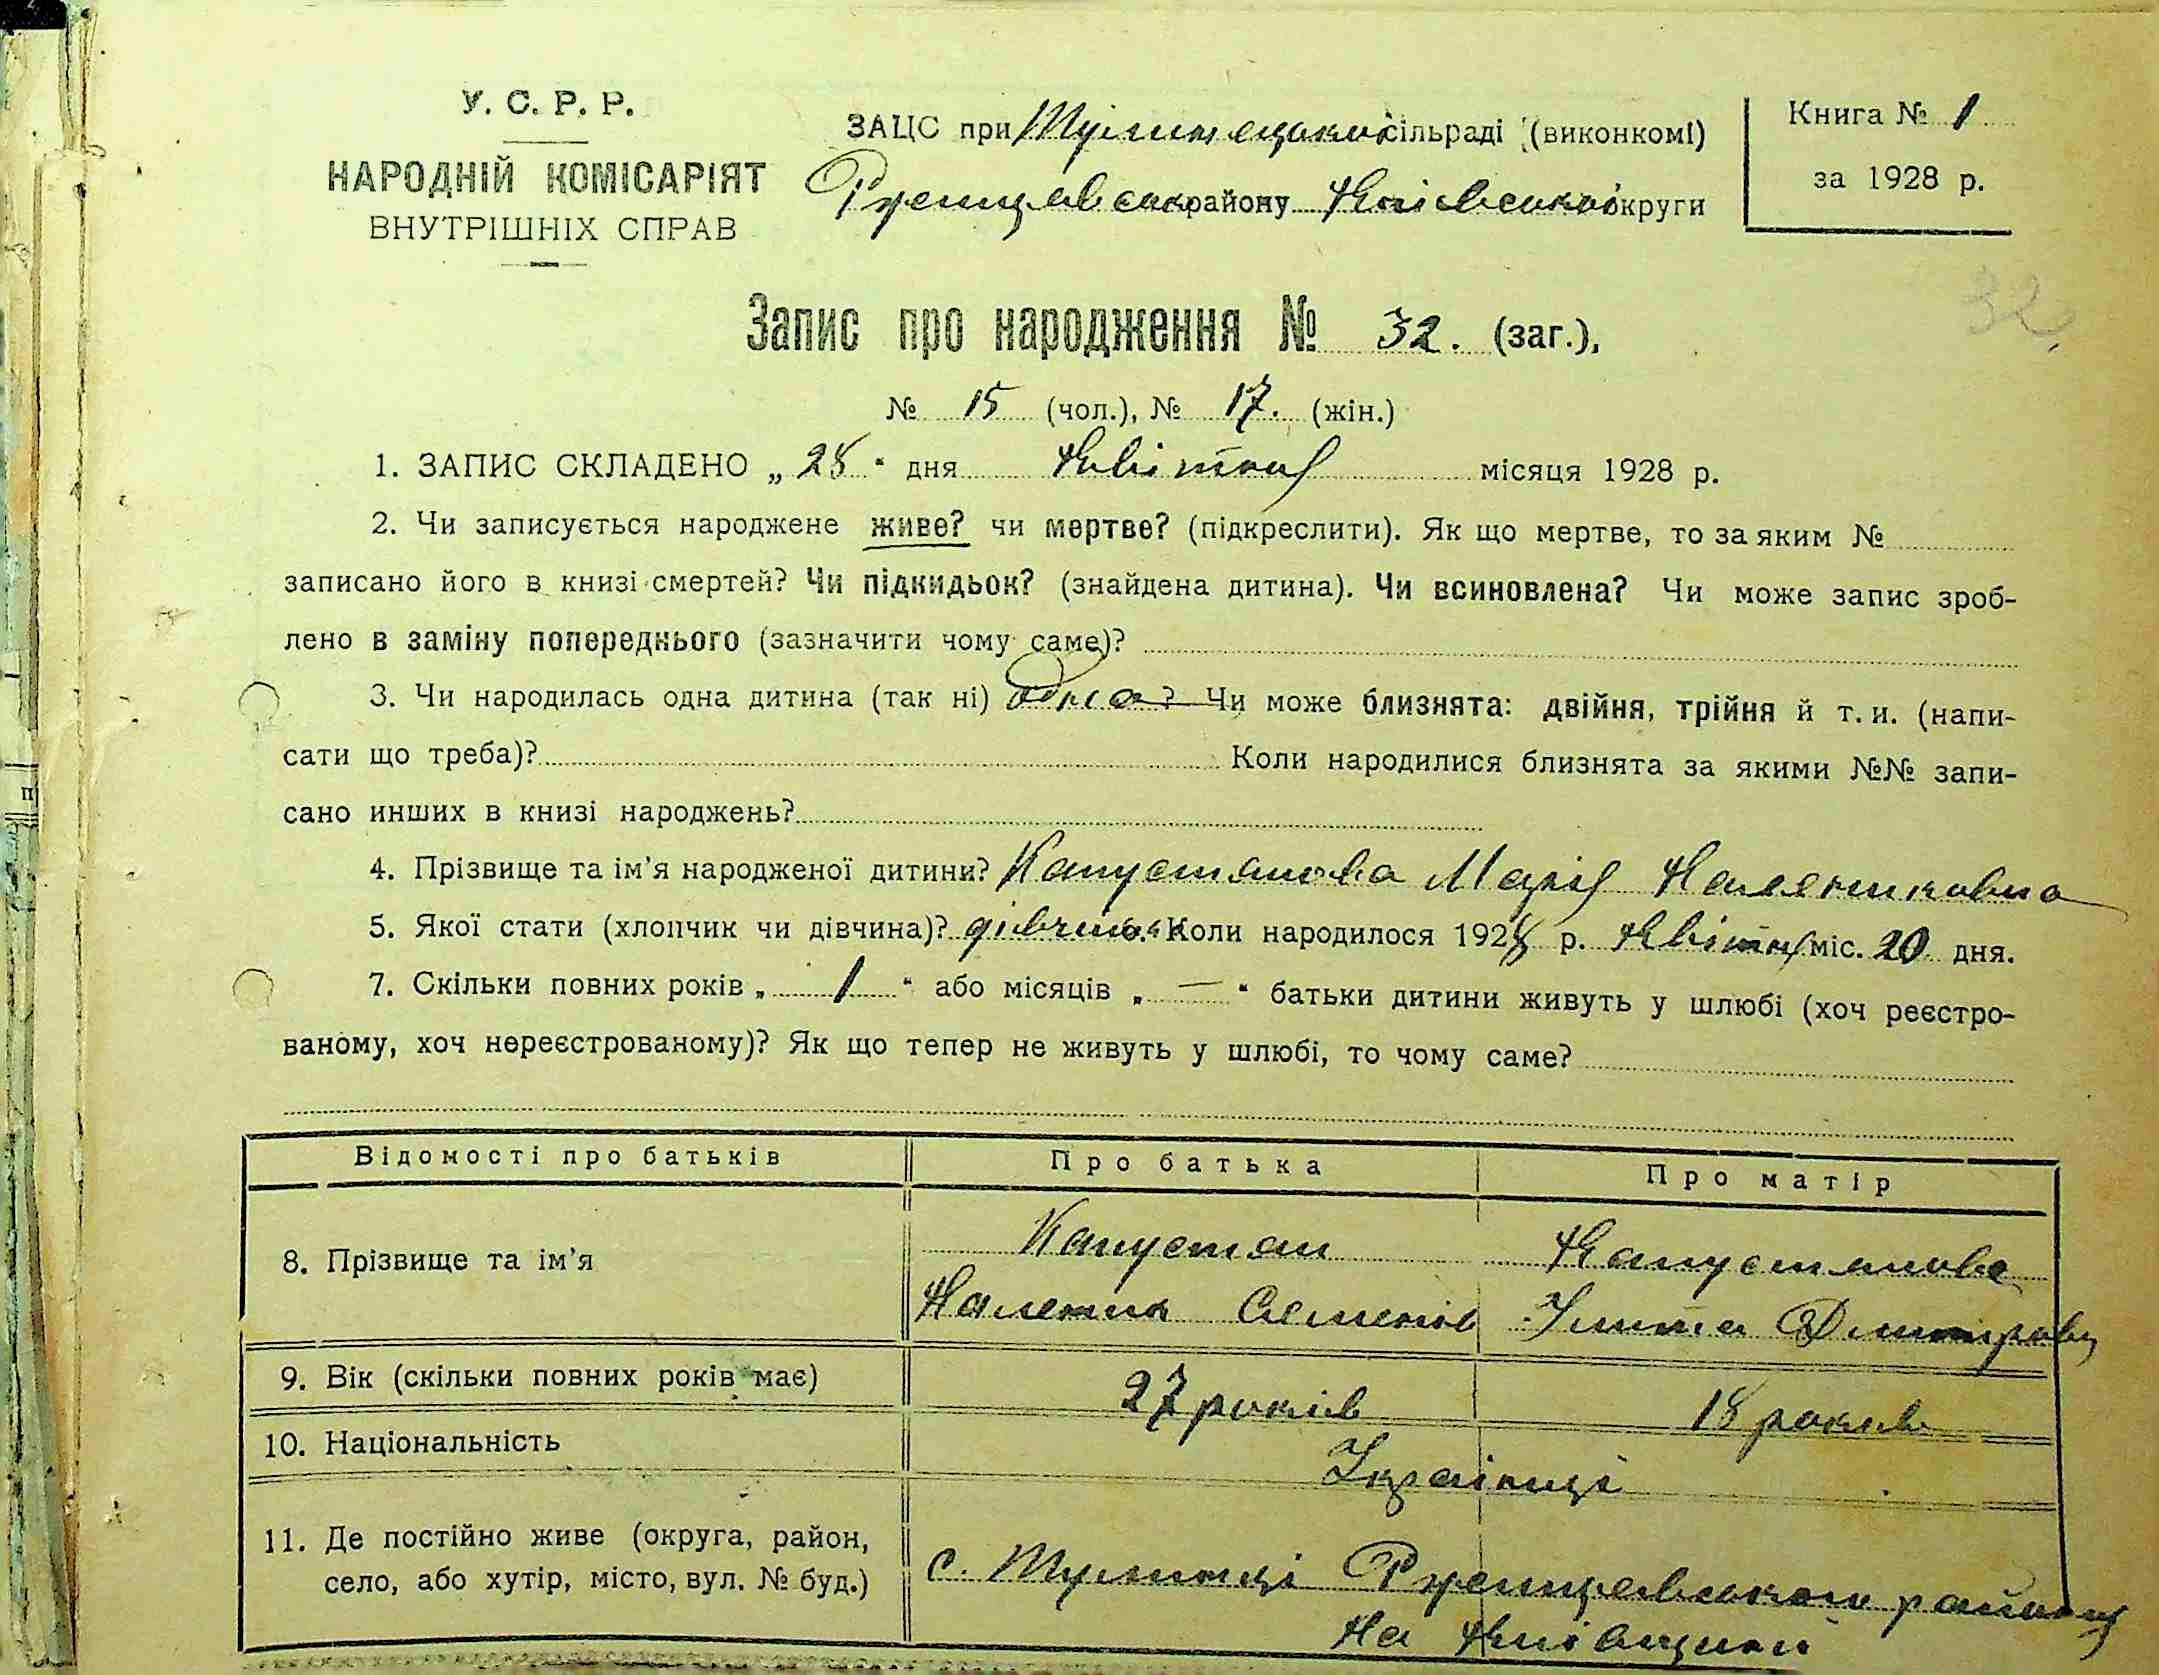 У. С. Р. Р.
НАРОДНІЙ КОМІСАРІЯТ
ВНУТРІШНІХ СПРАВ
ЗАЦС при сільраді (виконкомі)
району Київської округи
Книга № 1
за 1928 р.
32
Запис про народження № 32. (заг.),
№ 15 (чол.), № 17. (жін.)
1. ЗАПИС СКЛАДЕНО „28“ дня Квітня місяця 1928 р.
2. Чи записується народжене живе? чи мертве? (підкреслити). Як що мертве, то за яким №
записано його в книзі смертей? Чи підкидьок? (знайдена дитина). Чи всиновлена? Чи може запис зроб-
лено в заміну попереднього (зазначити чому саме)?
3. Чи народилась одна дитина (так ні) одна? Чи може близнята: двійня, трійня й т. и. (напи-
сати що треба)? Коли народилися близнята за якими №№ запи-
сано инших в книзі народжень?
4. Прізвище та ім’я народженої дитини? Капустянова Марія
5. Якої стати (хлопчик чи дівчина)? дівчина. Коли народилося 1928 р. Квітня міс. 20 дня.
7. Скільки повних років „1“ або місяців „—“ батьки дитини живуть у шлюбі (хоч реєстро-
ваному, хоч нереєстрованому)? Як що тепер не живуть у шлюбі, то чому саме?
Відомості про батьків Про батька Про матір
8. Прізвище та ім’я Капустян Капустянова
Семенів
9. Вік (скільки повних років має) 27 років 18 років
10. Національність Українці
11. Де постійно живе (округа, район,
село, або хутір, місто, вул. № буд.) с. району
на Київщині